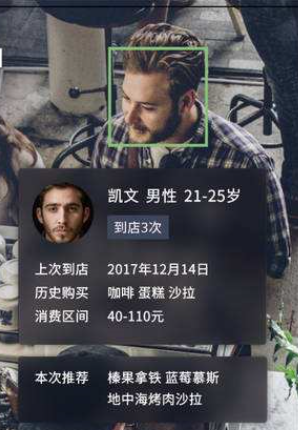 凯文 男性 21-25岁
到店3次
上次到店 2017年12月14日
历史购买 咖啡 蛋糕 沙拉
消费区间 40-110元
本次推荐 榛果拿铁 蓝莓慕斯
地中海烤肉沙拉